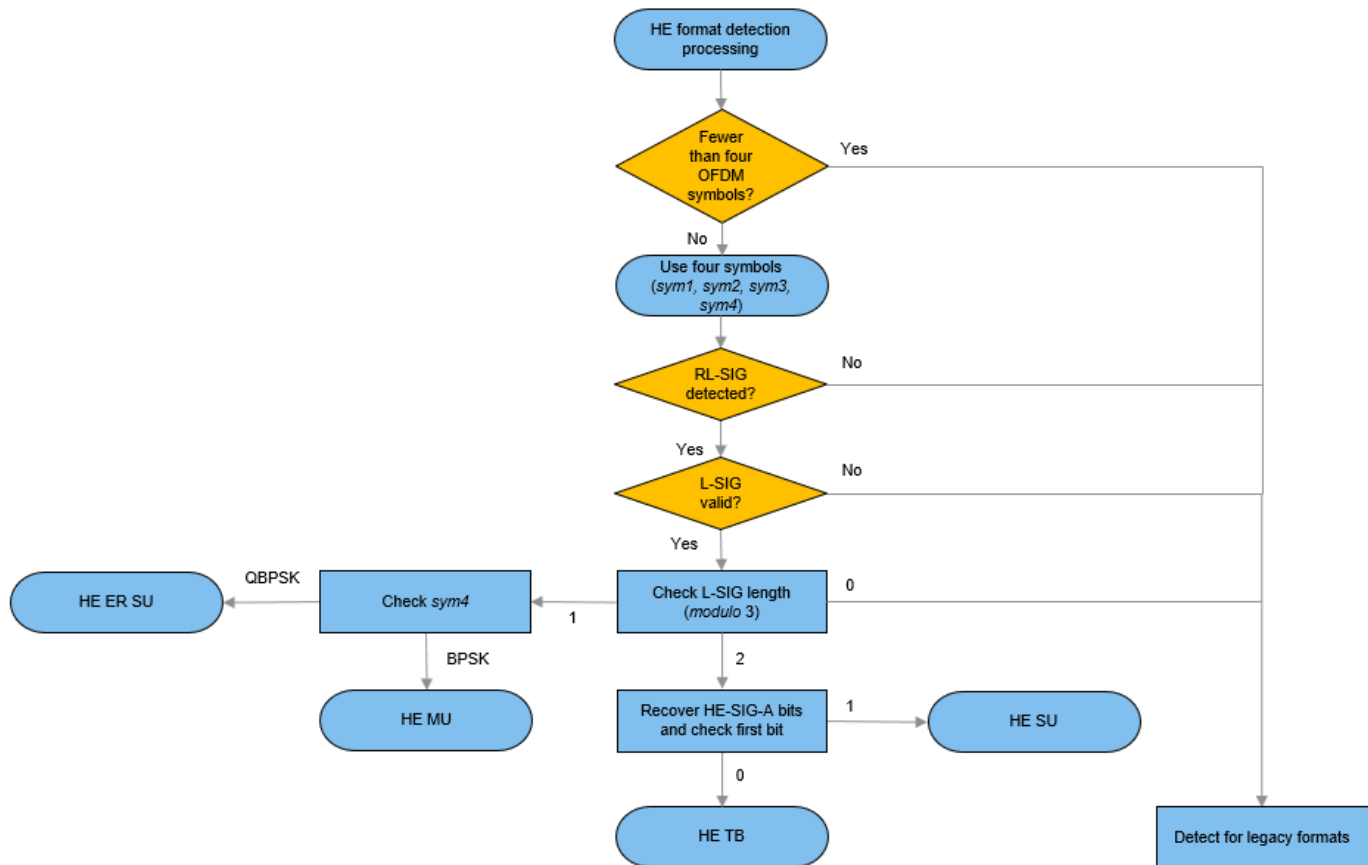 HE format detection
processing
Fewer
than four
OFDM
symbols?
Yes
No
Use four symbols
(sym1, sym2, sym3,
sym4)
RL-SIG
detected?
No
Yes
L-SIG
valid?
No
Yes
HE ER SU
QBPSK
Check sym4
1
Check L-SIG length
(modulo 3)
0
BPSK
2
HE MU
Recover HE-SIG-A bits
and check first bit
1
HE SU
0
HE TB
Detect for legacy formats